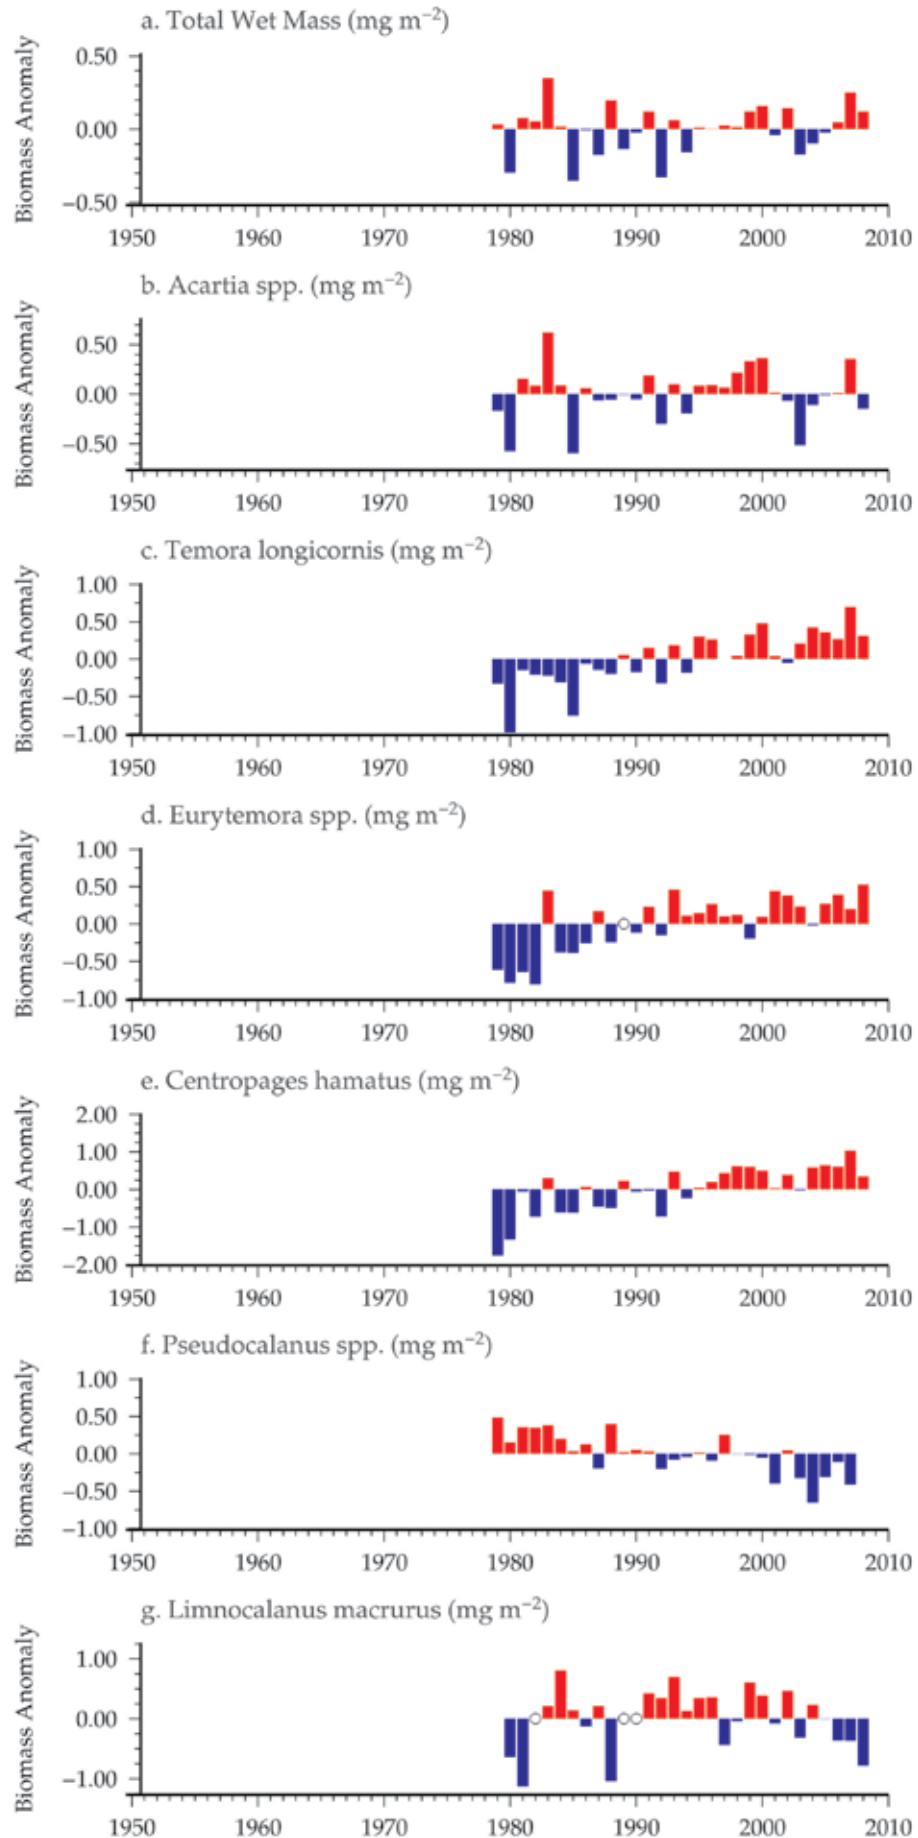 a. Total Wet Mass (mg m⁻²)
Biomass Anomaly
0.50
0.00
−0.50
1950 1960 1970 1980 1990 2000 2010
b. Acartia spp. (mg m⁻²)
Biomass Anomaly
0.50
0.00
−0.50
1950 1960 1970 1980 1990 2000 2010
c. Temora longicornis (mg m⁻²)
Biomass Anomaly
1.00
0.50
0.00
−0.50
−1.00
1950 1960 1970 1980 1990 2000 2010
d. Eurytemora spp. (mg m⁻²)
Biomass Anomaly
1.00
0.50
0.00
−0.50
−1.00
1950 1960 1970 1980 1990 2000 2010
e. Centropages hamatus (mg m⁻²)
Biomass Anomaly
2.00
1.00
0.00
−1.00
−2.00
1950 1960 1970 1980 1990 2000 2010
f. Pseudocalanus spp. (mg m⁻²)
Biomass Anomaly
1.00
0.50
0.00
−0.50
−1.00
1950 1960 1970 1980 1990 2000 2010
g. Limnocalanus macrurus (mg m⁻²)
Biomass Anomaly
1.00
0.00
−1.00
1950 1960 1970 1980 1990 2000 2010